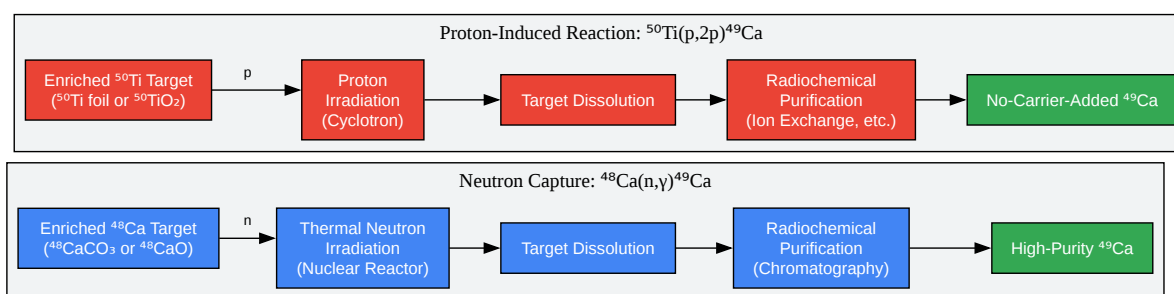 Proton-Induced Reaction: ⁵⁰Ti(p,2p)⁴⁹Ca
Enriched ⁵⁰Ti Target
(⁵⁰Ti foil or ⁵⁰TiO₂)
p
Proton
Irradiation
(Cyclotron)
Target Dissolution
Radiochemical
Purification
(Ion Exchange, etc.)
No-Carrier-Added ⁴⁹Ca
Neutron Capture: ⁴⁸Ca(n,γ)⁴⁹Ca
Enriched ⁴⁸Ca Target
(⁴⁸CaCO₃ or ⁴⁸CaO)
n
Thermal Neutron
Irradiation
(Nuclear Reactor)
Target Dissolution
Radiochemical
Purification
(Chromatography)
High-Purity ⁴⁹Ca